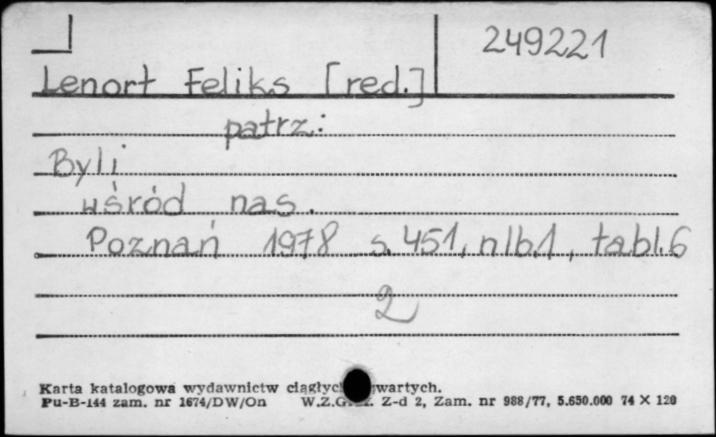 249221
Lenort Feliks [red.]
patrz:
Byli
wśród nas.
Poznań 1978 s. 451, nlb.1, tabl.6
2
Karta katalogowa wydawnictw
Pu-B-144 zam. nr 1674/DW/On Z-d 2, Zam. nr 988/77, 5.650.000 74 X 120